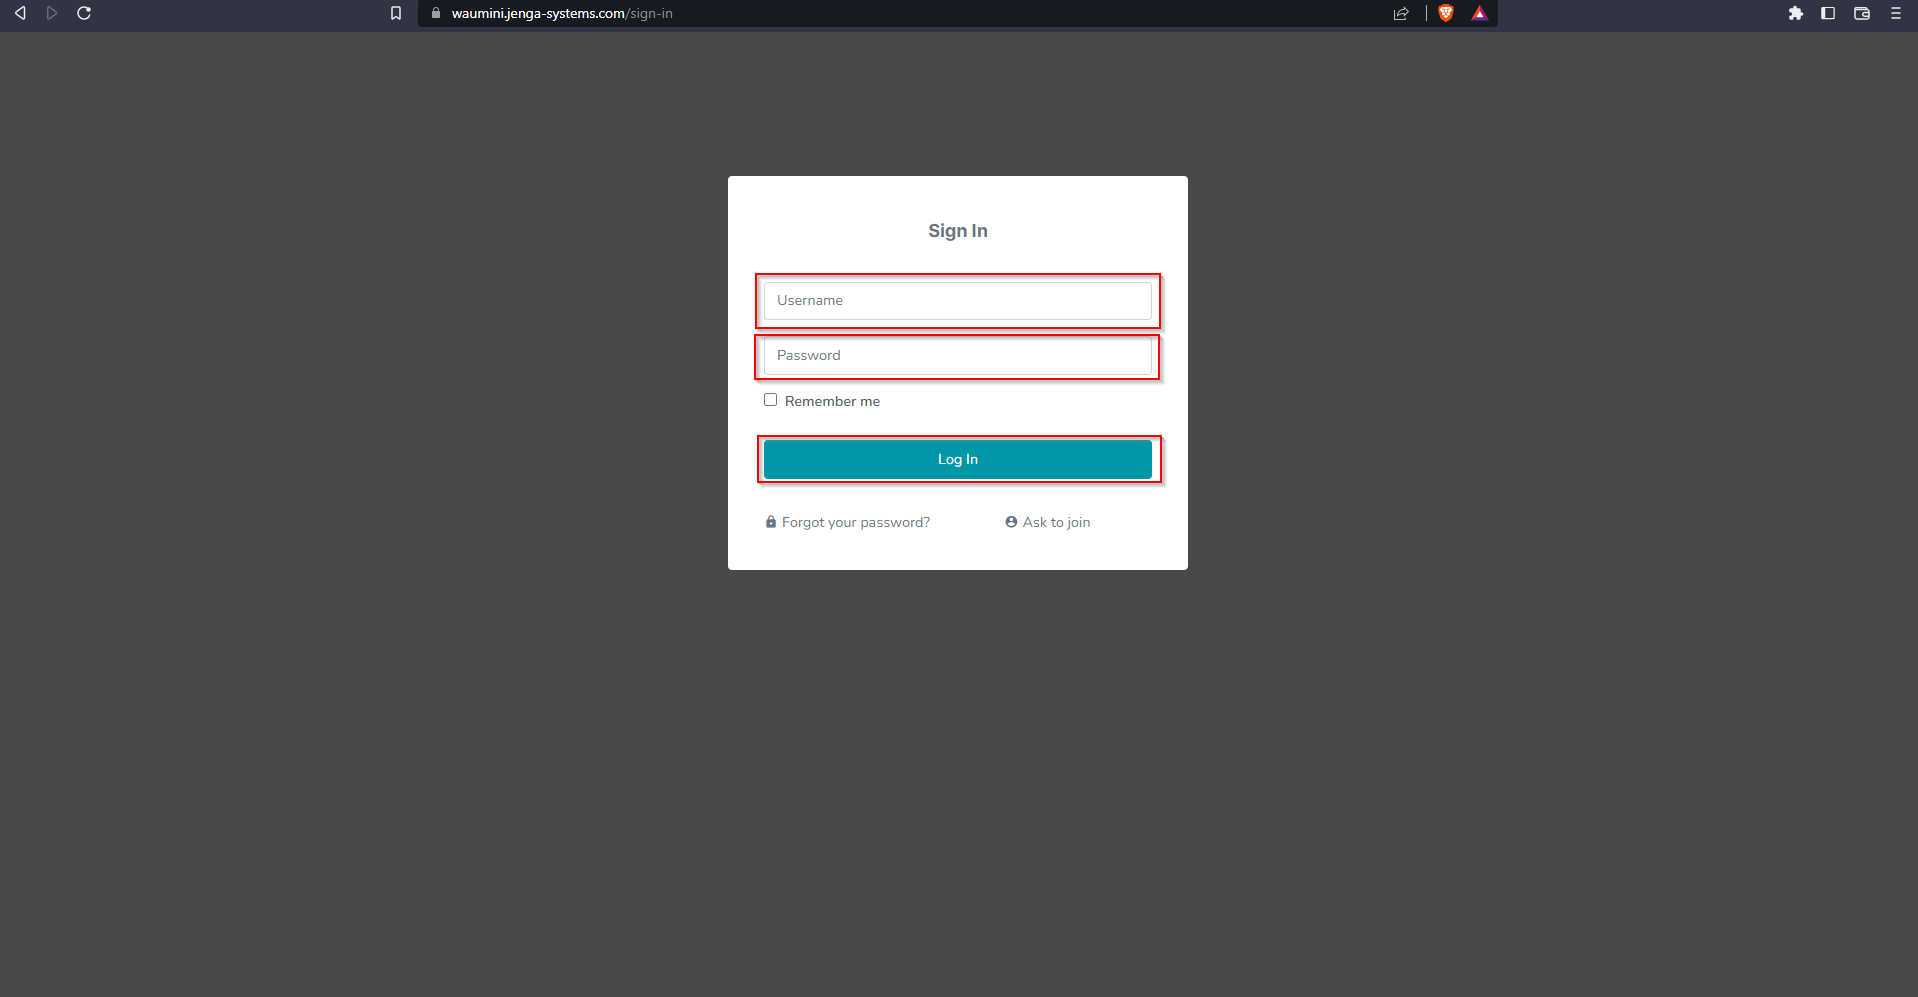 waumini.jenga-systems.com/sign-in
Sign In
Username
Password
Remember me
Log In
Forgot your password?
Ask to join